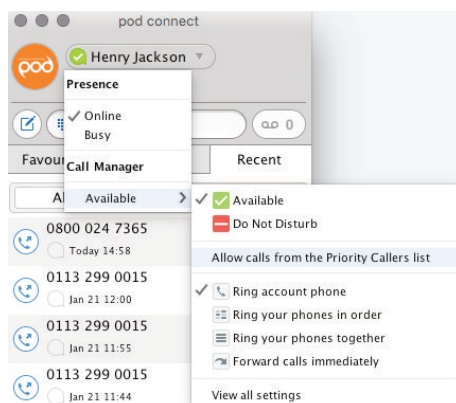 pod connect
pod
Henry Jackson
Presence
Online
Busy
0
Call Manager
Recent
Available
Available
Do Not Disturb
Allow calls from the Priority Callers list
Ring account phone
Ring your phones in order
Ring your phones together
Forward calls immediately
View all settings
0800 024 7365
Today 14:58
0113 299 0015
Jan 21 12:00
0113 299 0015
Jan 21 11:55
0113 299 0015
Jan 21 11:44